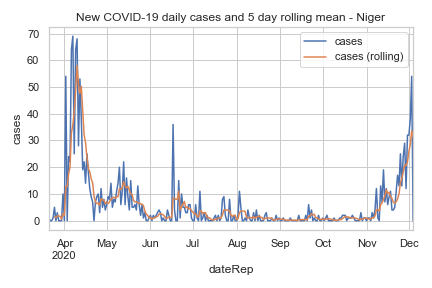 New COVID-19 daily cases and 5 day rolling mean - Niger
cases
cases (rolling)
70
60
50
40
30
20
10
0
cases
Apr May Jun Jul Aug Sep Oct Nov Dec
2020
dateRep